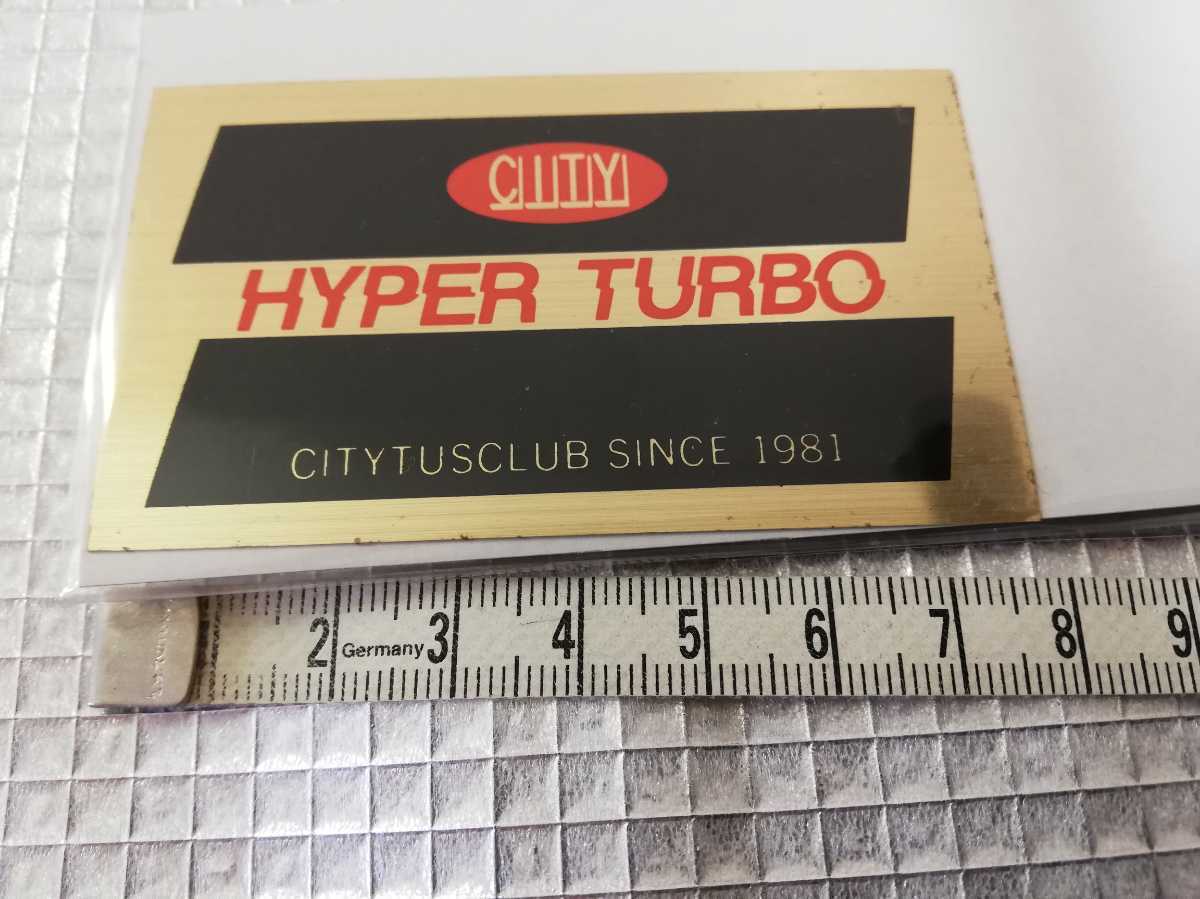 CITY
HYPER TURBO
CITYTUSCLUB SINCE 1981
2 Germany 3 4 5 6 7 8 9